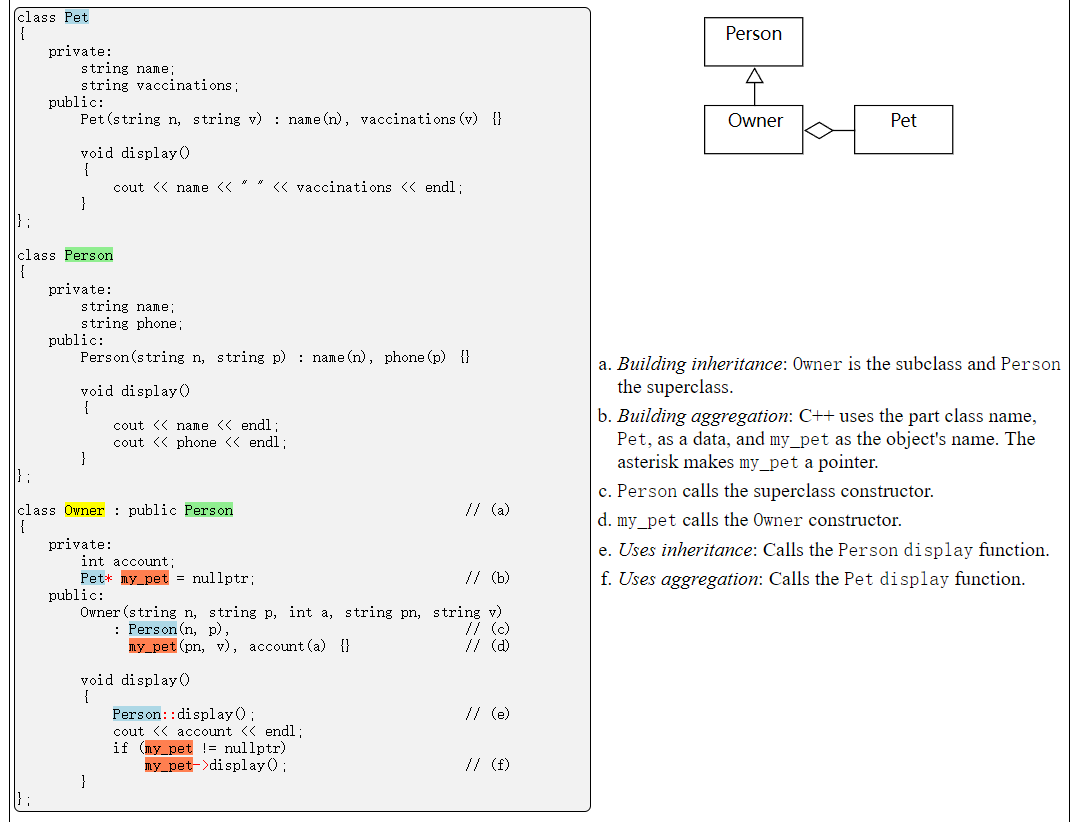 class Pet
{
    private:
        string name;
        string vaccinations;
    public:
        Pet(string n, string v) : name(n), vaccinations(v) {}

        void display()
        {
            cout << name << " " << vaccinations << endl;
        }
};

class Person
{
    private:
        string name;
        string phone;
    public:
        Person(string n, string p) : name(n), phone(p) {}

        void display()
        {
            cout << name << endl;
            cout << phone << endl;
        }
};

class Owner : public Person                             // (a)
{
    private:
        int account;
        Pet* my_pet = nullptr;                          // (b)
    public:
        Owner(string n, string p, int a, string pn, string v)
            : Person(n, p),                             // (c)
              my_pet(pn, v), account(a) {}              // (d)

        void display()
        {
            Person::display();                          // (e)
            cout << account << endl;
            if (my_pet != nullptr)
                my_pet->display();                      // (f)
        }
};
Person
Owner
Pet
a. Building inheritance: Owner is the subclass and Person
the superclass.
b. Building aggregation: C++ uses the part class name,
Pet, as a data, and my_pet as the object's name. The
asterisk makes my_pet a pointer.
c. Person calls the superclass constructor.
d. my_pet calls the Owner constructor.
e. Uses inheritance: Calls the Person display function.
f. Uses aggregation: Calls the Pet display function.